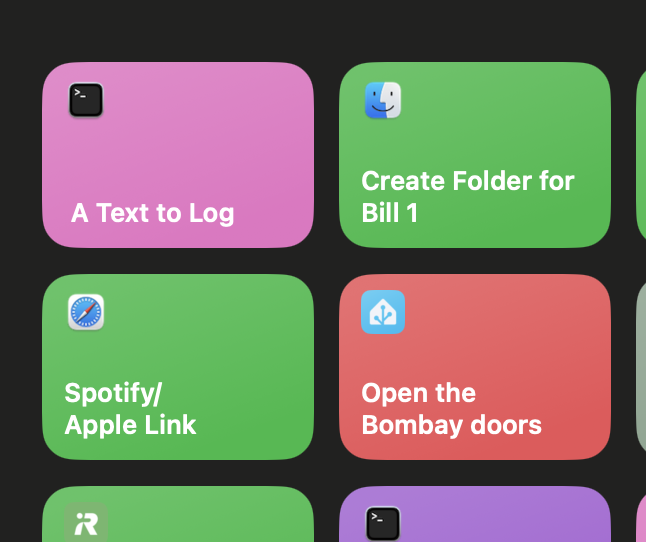 A Text to Log
Create Folder for
Bill 1
Spotify/
Apple Link
Open the
Bombay doors